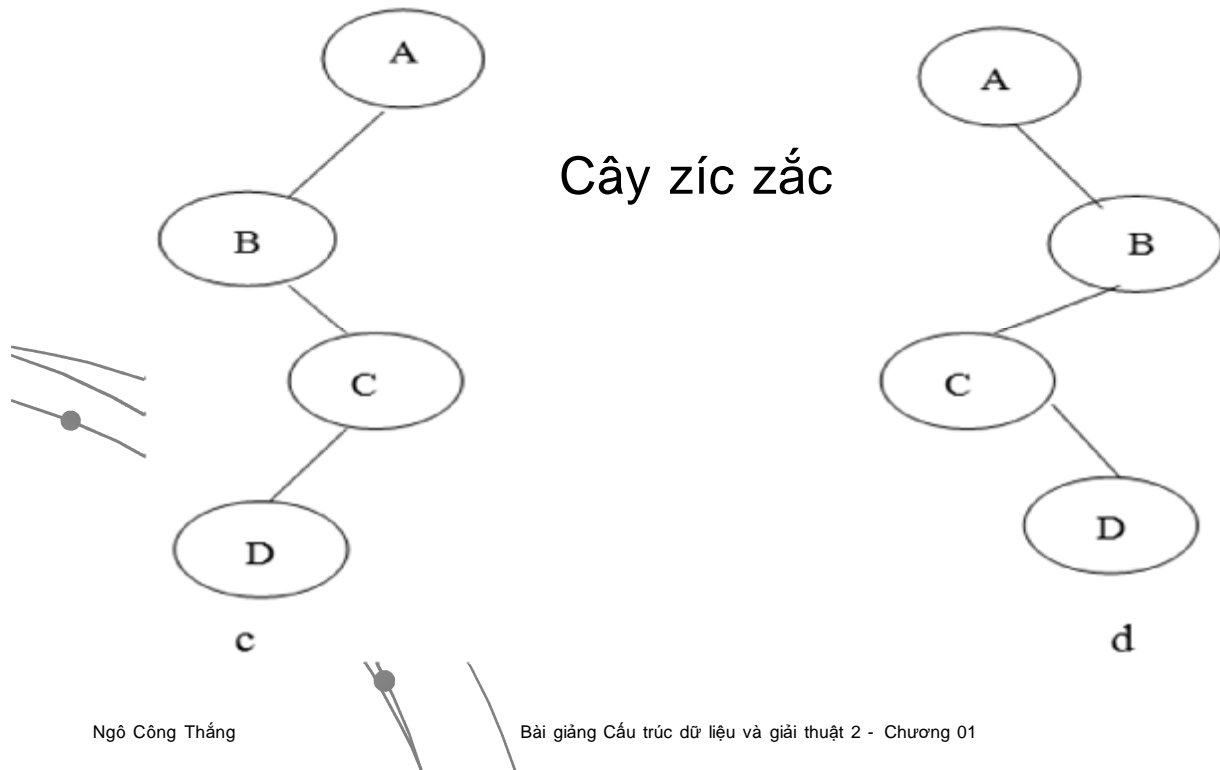 A
A
Cây zíc zắc
B
B
C
C
D
D
c
d
Ngô Công Thắng
Bài giảng Cấu trúc dữ liệu và giải thuật 2 - Chương 01